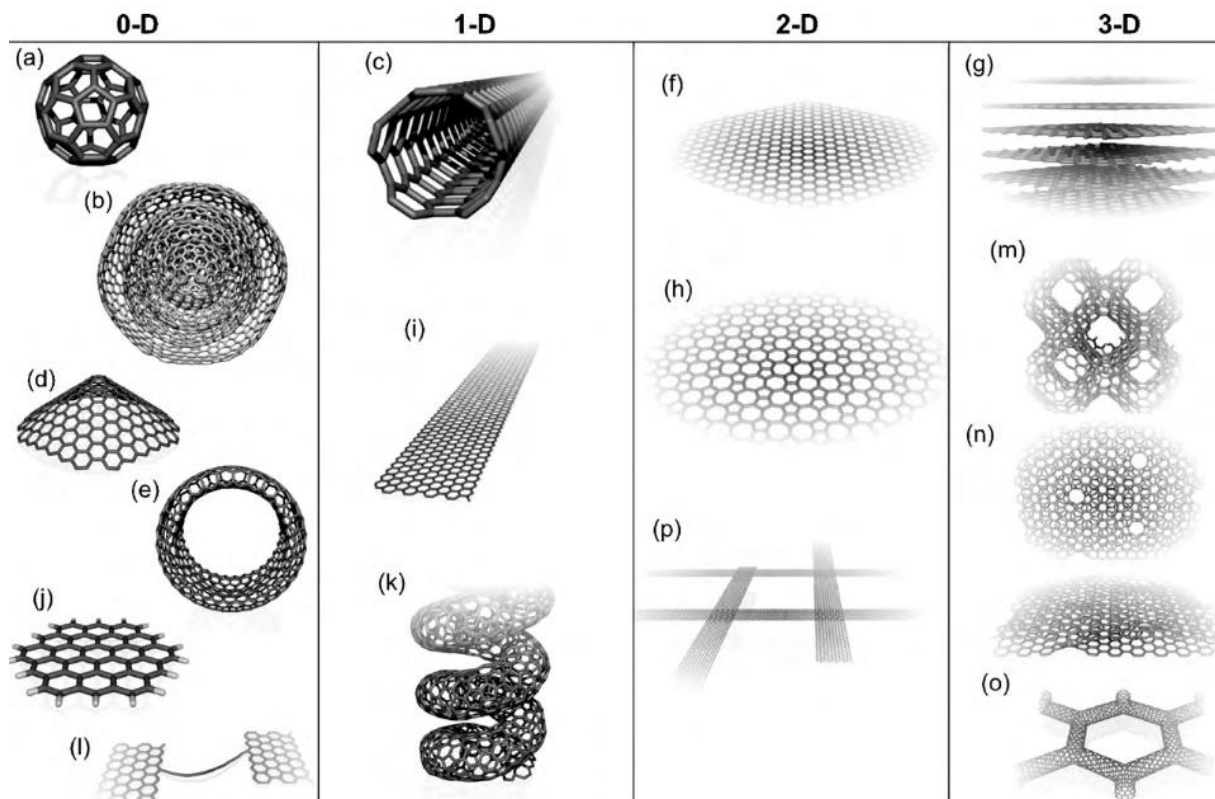 0-D 1-D 2-D 3-D
(a)
(b)
(d)
(e)
(j)
(l)
(c)
(i)
(k)
(f)
(h)
(p)
(g)
(m)
(n)
(o)